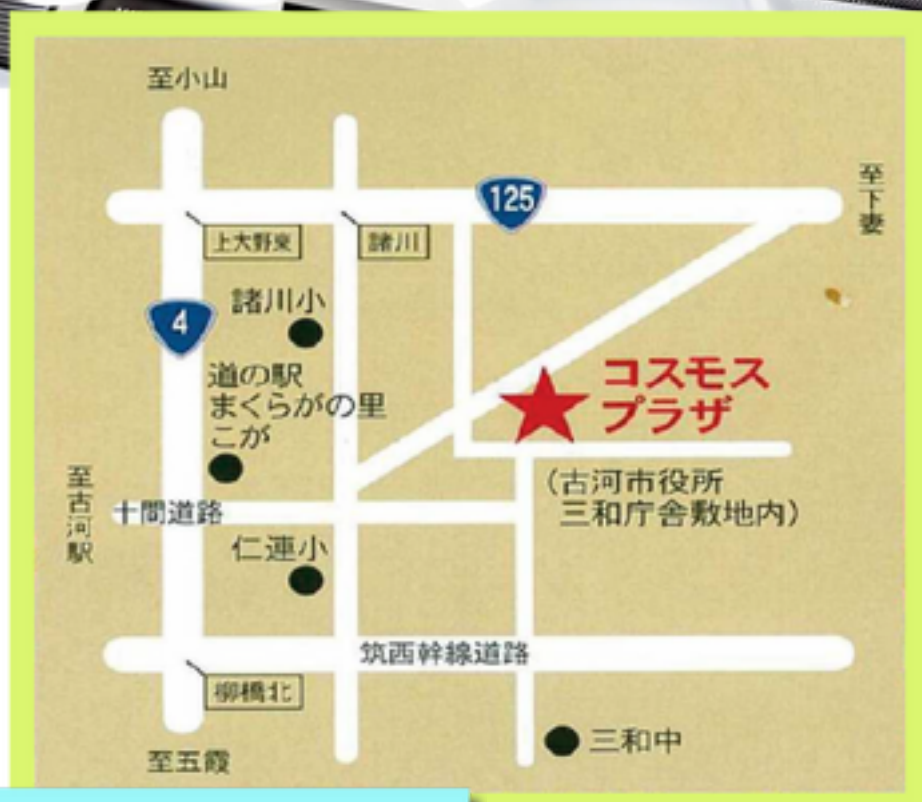 至小山
125
至下妻
上大野東
諸川
4
諸川小
道の駅
まくらがの里
こが
コスモス
プラザ
(古河市役所
三和庁舎敷地内)
至古河駅
十間道路
仁連小
筑西幹線道路
柳橋北
三和中
至五霞